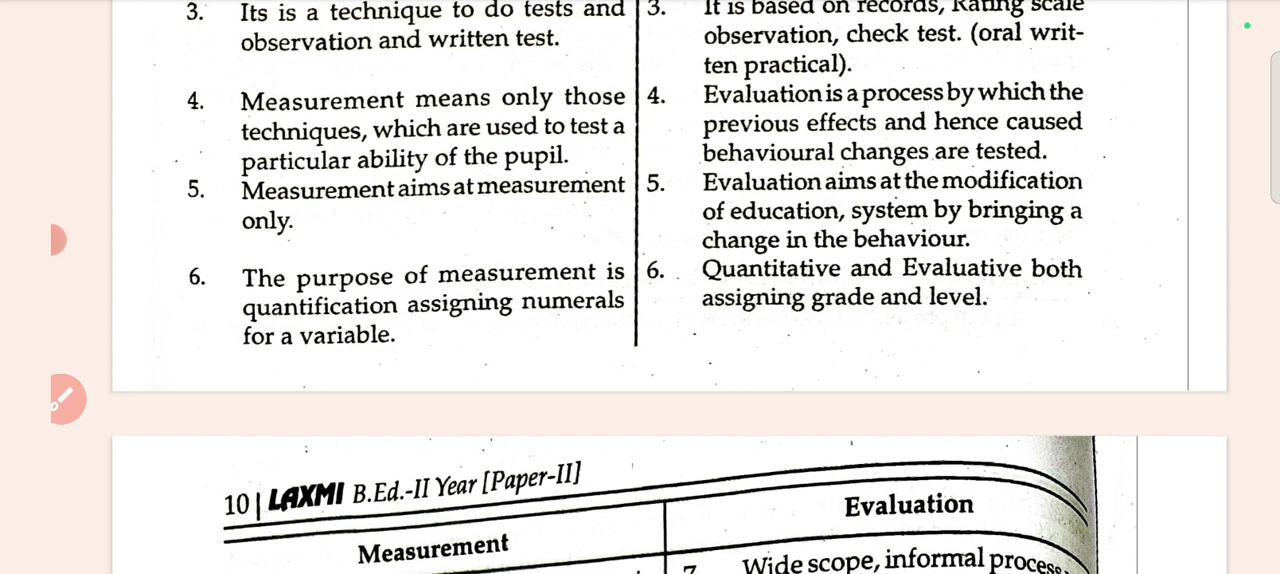 3. Its is a technique to do tests and
observation and written test.
4. Measurement means only those
techniques, which are used to test a
particular ability of the pupil.
5. Measurement aims at measurement
only.
6. The purpose of measurement is
quantification assigning numerals
for a variable.
3. It is based on records, Rating scale
observation, check test. (oral writ-
ten practical).
4. Evaluation is a process by which the
previous effects and hence caused
behavioural changes are tested.
5. Evaluation aims at the modification
of education, system by bringing a
change in the behaviour.
6. Quantitative and Evaluative both
assigning grade and level.
10 | LAXMI B.Ed.-II Year [Paper-II]
Measurement
Evaluation
7. Wide scope, informal process,